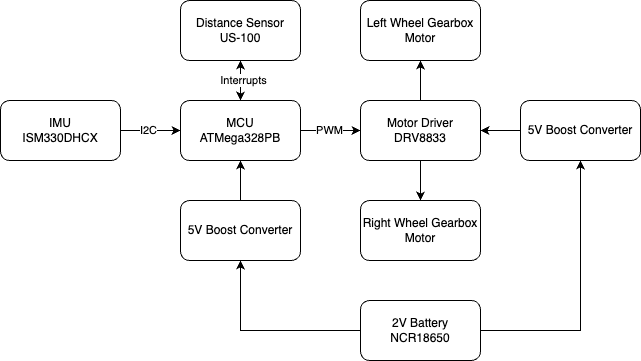 Distance Sensor
US-100
Left Wheel Gearbox
Motor
Interrupts
IMU
ISM330DHCX
I2C
MCU
ATMega328PB
PWM
Motor Driver
DRV8833
5V Boost Converter
5V Boost Converter
Right Wheel Gearbox
Motor
2V Battery
NCR18650